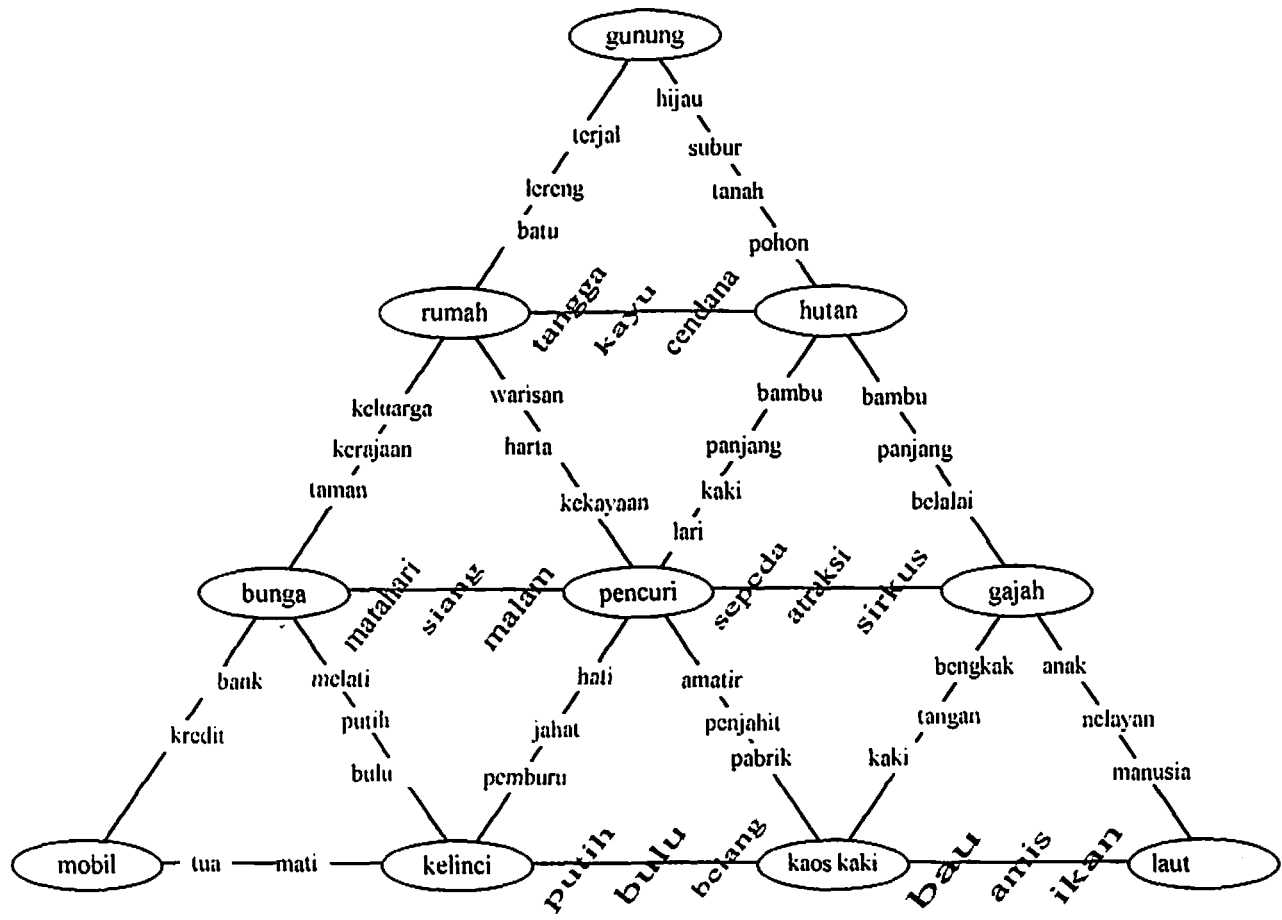 gunung
hijau
terjal
subur
lereng
tanah
batu
pohon
rumah
tangga
kayu
cendana
hutan
keluarga
warisan
bambu
bambu
kerajaan
harta
panjang
panjang
taman
kekayaan
kaki
belalai
lari
bunga
matahari
siang
malam
pencuri
sepeda
atraksi
sirkus
gajah
bank
melati
hati
amatir
bengkak
anak
kredit
putih
jahat
penjahit
tangan
nelayan
bulu
pemburu
pabrik
kaki
manusia
mobil
tua
mati
kelinci
putih
bulu
belang
kaos kaki
bau
amis
ikan
laut